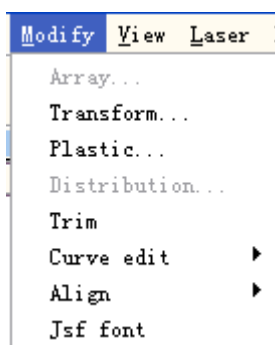 Modify View Laser
Array...
Transform...
Plastic...
Distribution...
Trim
Curve edit
Align
Jsf font